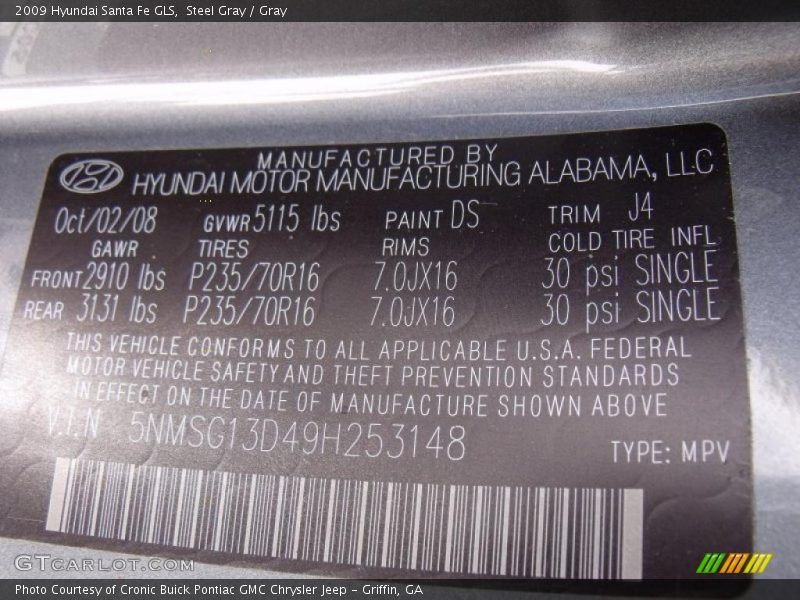 2009 Hyundai Santa Fe GLS,  Steel Gray / Gray
MANUFACTURED BY
HYUNDAI MOTOR MANUFACTURING ALABAMA, LLC
Oct/02/08 GVWR 5115 lbs PAINT DS TRIM J4
GAWR TIRES RIMS COLD TIRE INFL
FRONT 2910 lbs P235/70R16 7.0JX16 30 psi SINGLE
REAR 3131 lbs P235/70R16 7.0JX16 30 psi SINGLE
THIS VEHICLE CONFORMS TO ALL APPLICABLE U.S.A. FEDERAL
MOTOR VEHICLE SAFETY AND THEFT PREVENTION STANDARDS
IN EFFECT ON THE DATE OF MANUFACTURE SHOWN ABOVE
V.I.N 5NMSG13D49H253148 TYPE: MPV
GTCARLOT.COM
Photo Courtesy of Cronic Buick Pontiac GMC Chrysler Jeep - Griffin, GA